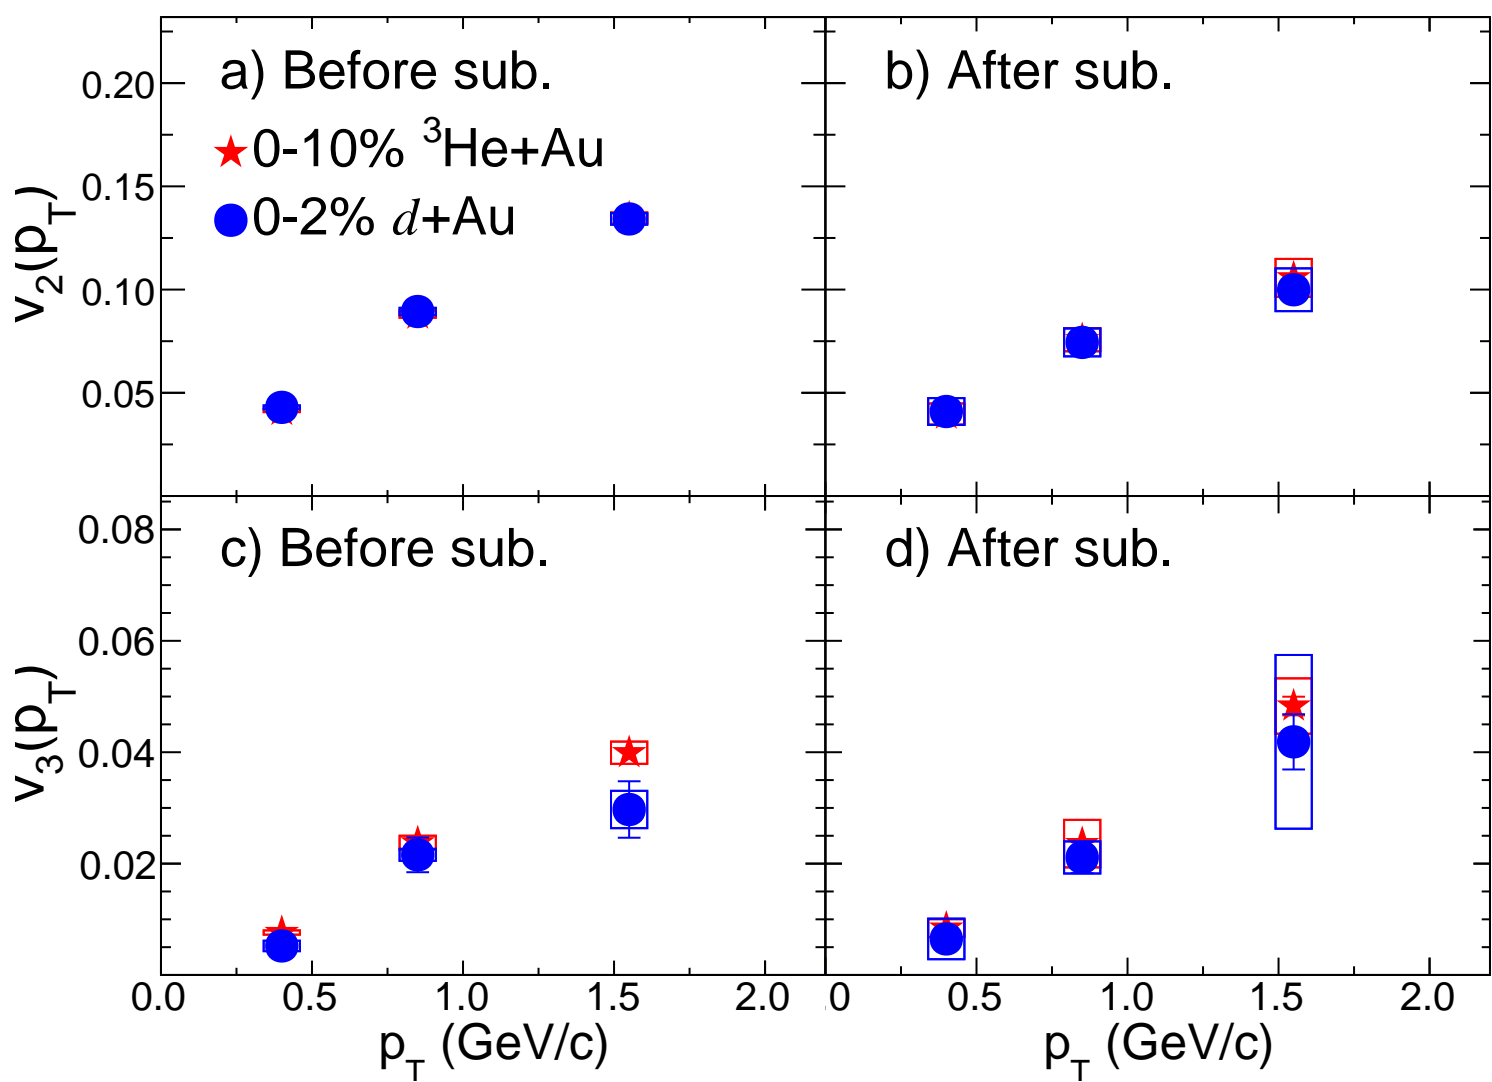 a) Before sub.
0-10% ³He+Au
0-2% d+Au
b) After sub.
v₂(p_T)
0.20
0.15
0.10
0.05
c) Before sub.
d) After sub.
v₃(p_T)
0.08
0.06
0.04
0.02
0.0 0.5 1.0 1.5 2.0
.0 0.5 1.0 1.5 2.0
p_T (GeV/c)
p_T (GeV/c)